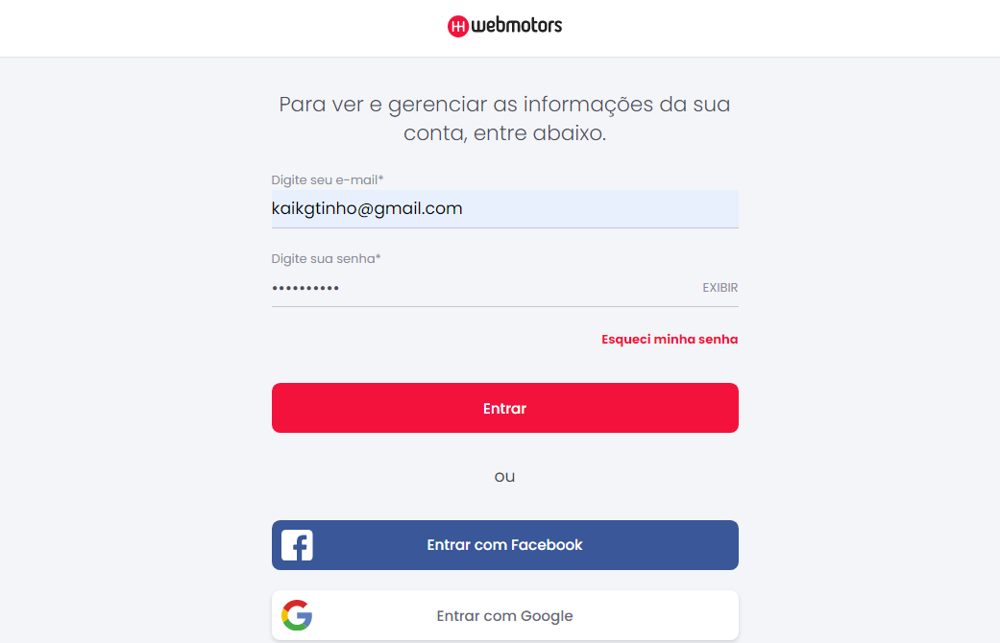 webmotors
Para ver e gerenciar as informações da sua
conta, entre abaixo.
Digite seu e-mail*
kaikgtinho@gmail.com
Digite sua senha*
•••••••••• EXIBIR
Esqueci minha senha
Entrar
ou
Entrar com Facebook
Entrar com Google